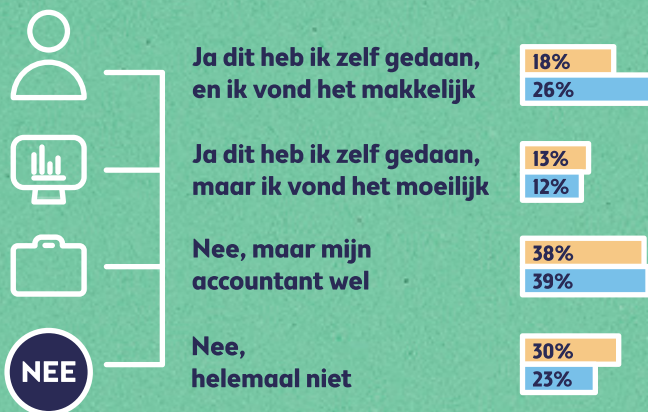 Ja dit heb ik zelf gedaan,
en ik vond het makkelijk
18%
26%
Ja dit heb ik zelf gedaan,
maar ik vond het moeilijk
13%
12%
Nee, maar mijn
accountant wel
38%
39%
NEE
Nee,
helemaal niet
30%
23%